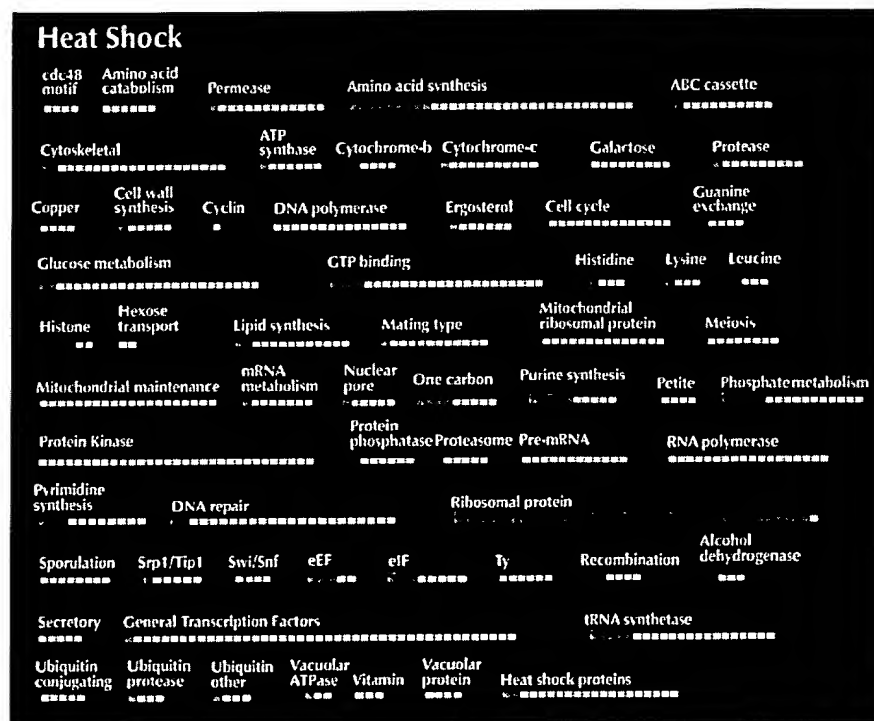 Heat Shock
cdc48 motif
Amino acid catabolism
Permease
Amino acid synthesis
ABC cassette
Cytoskeletal
ATP synthase
Cytochrome-b
Cytochrome-c
Galactose
Protease
Copper
Cell wall synthesis
Cyclin
DNA polymerase
Ergosterol
Cell cycle
Guanine exchange
Glucose metabolism
GTP binding
Histidine
Lysine
Leucine
Histone
Hexose transport
Lipid synthesis
Mating type
Mitochondrial ribosomal protein
Meiosis
Mitochondrial maintenance
mRNA metabolism
Nuclear pore
One carbon
Purine synthesis
Petite
Phosphate metabolism
Protein Kinase
Protein phosphatase
Proteasome
Pre-mRNA
RNA polymerase
Pyrimidine synthesis
DNA repair
Ribosomal protein
Sporulation
Srp1/Tip1
Swi/Snf
eEF
eIF
Ty
Recombination
Alcohol dehydrogenase
Secretory
General Transcription Factors
tRNA synthetase
Ubiquitin conjugating
Ubiquitin protease
Ubiquitin other
Vacuolar ATPase
Vitamin
Vacuolar protein
Heat shock proteins